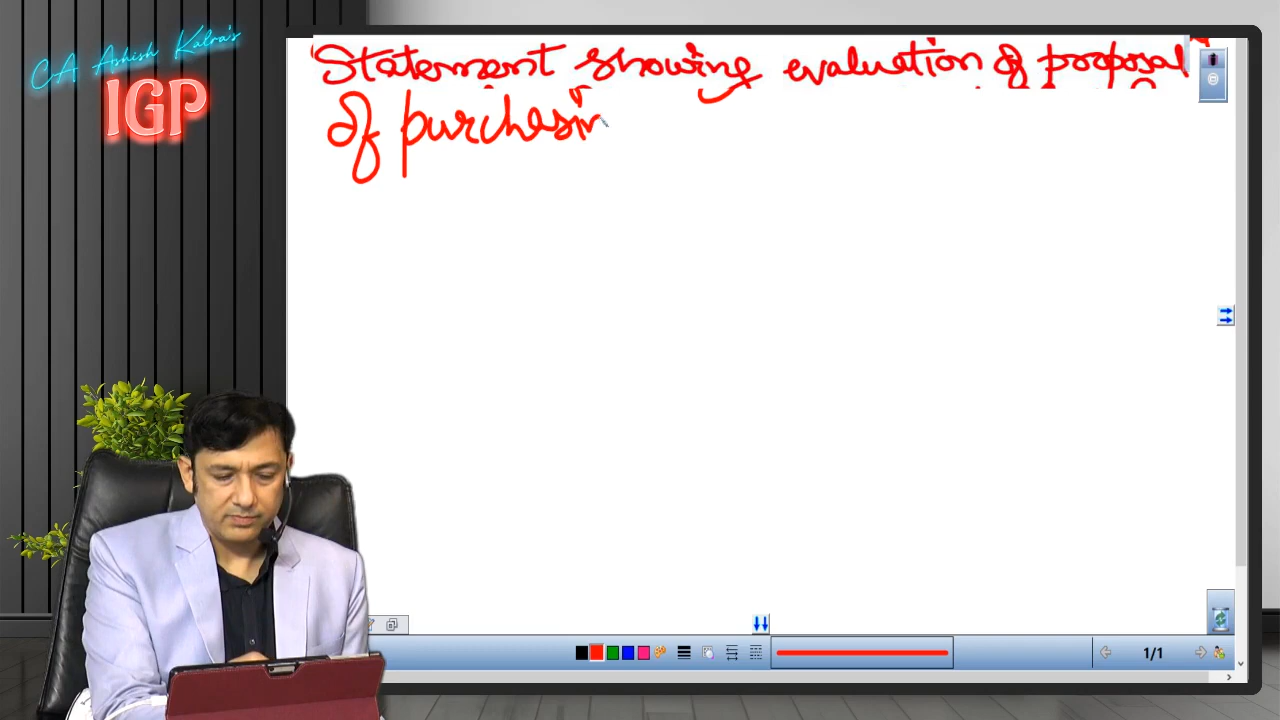 CA Ashish Kalra's
IGP
Statement showing evaluation of proposal
of purchasin
1/1